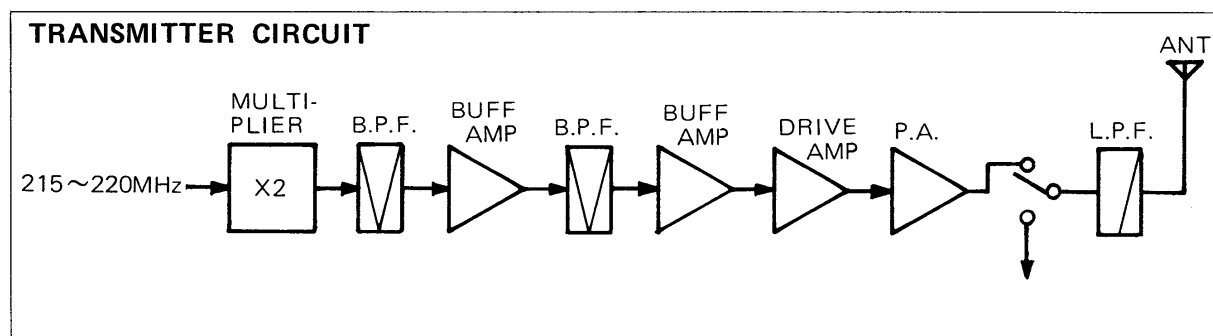 TRANSMITTER CIRCUIT
ANT
MULTI-
PLIER
B.P.F.
BUFF
AMP
B.P.F.
BUFF
AMP
DRIVE
AMP
P.A.
L.P.F.
215~220MHz
X2